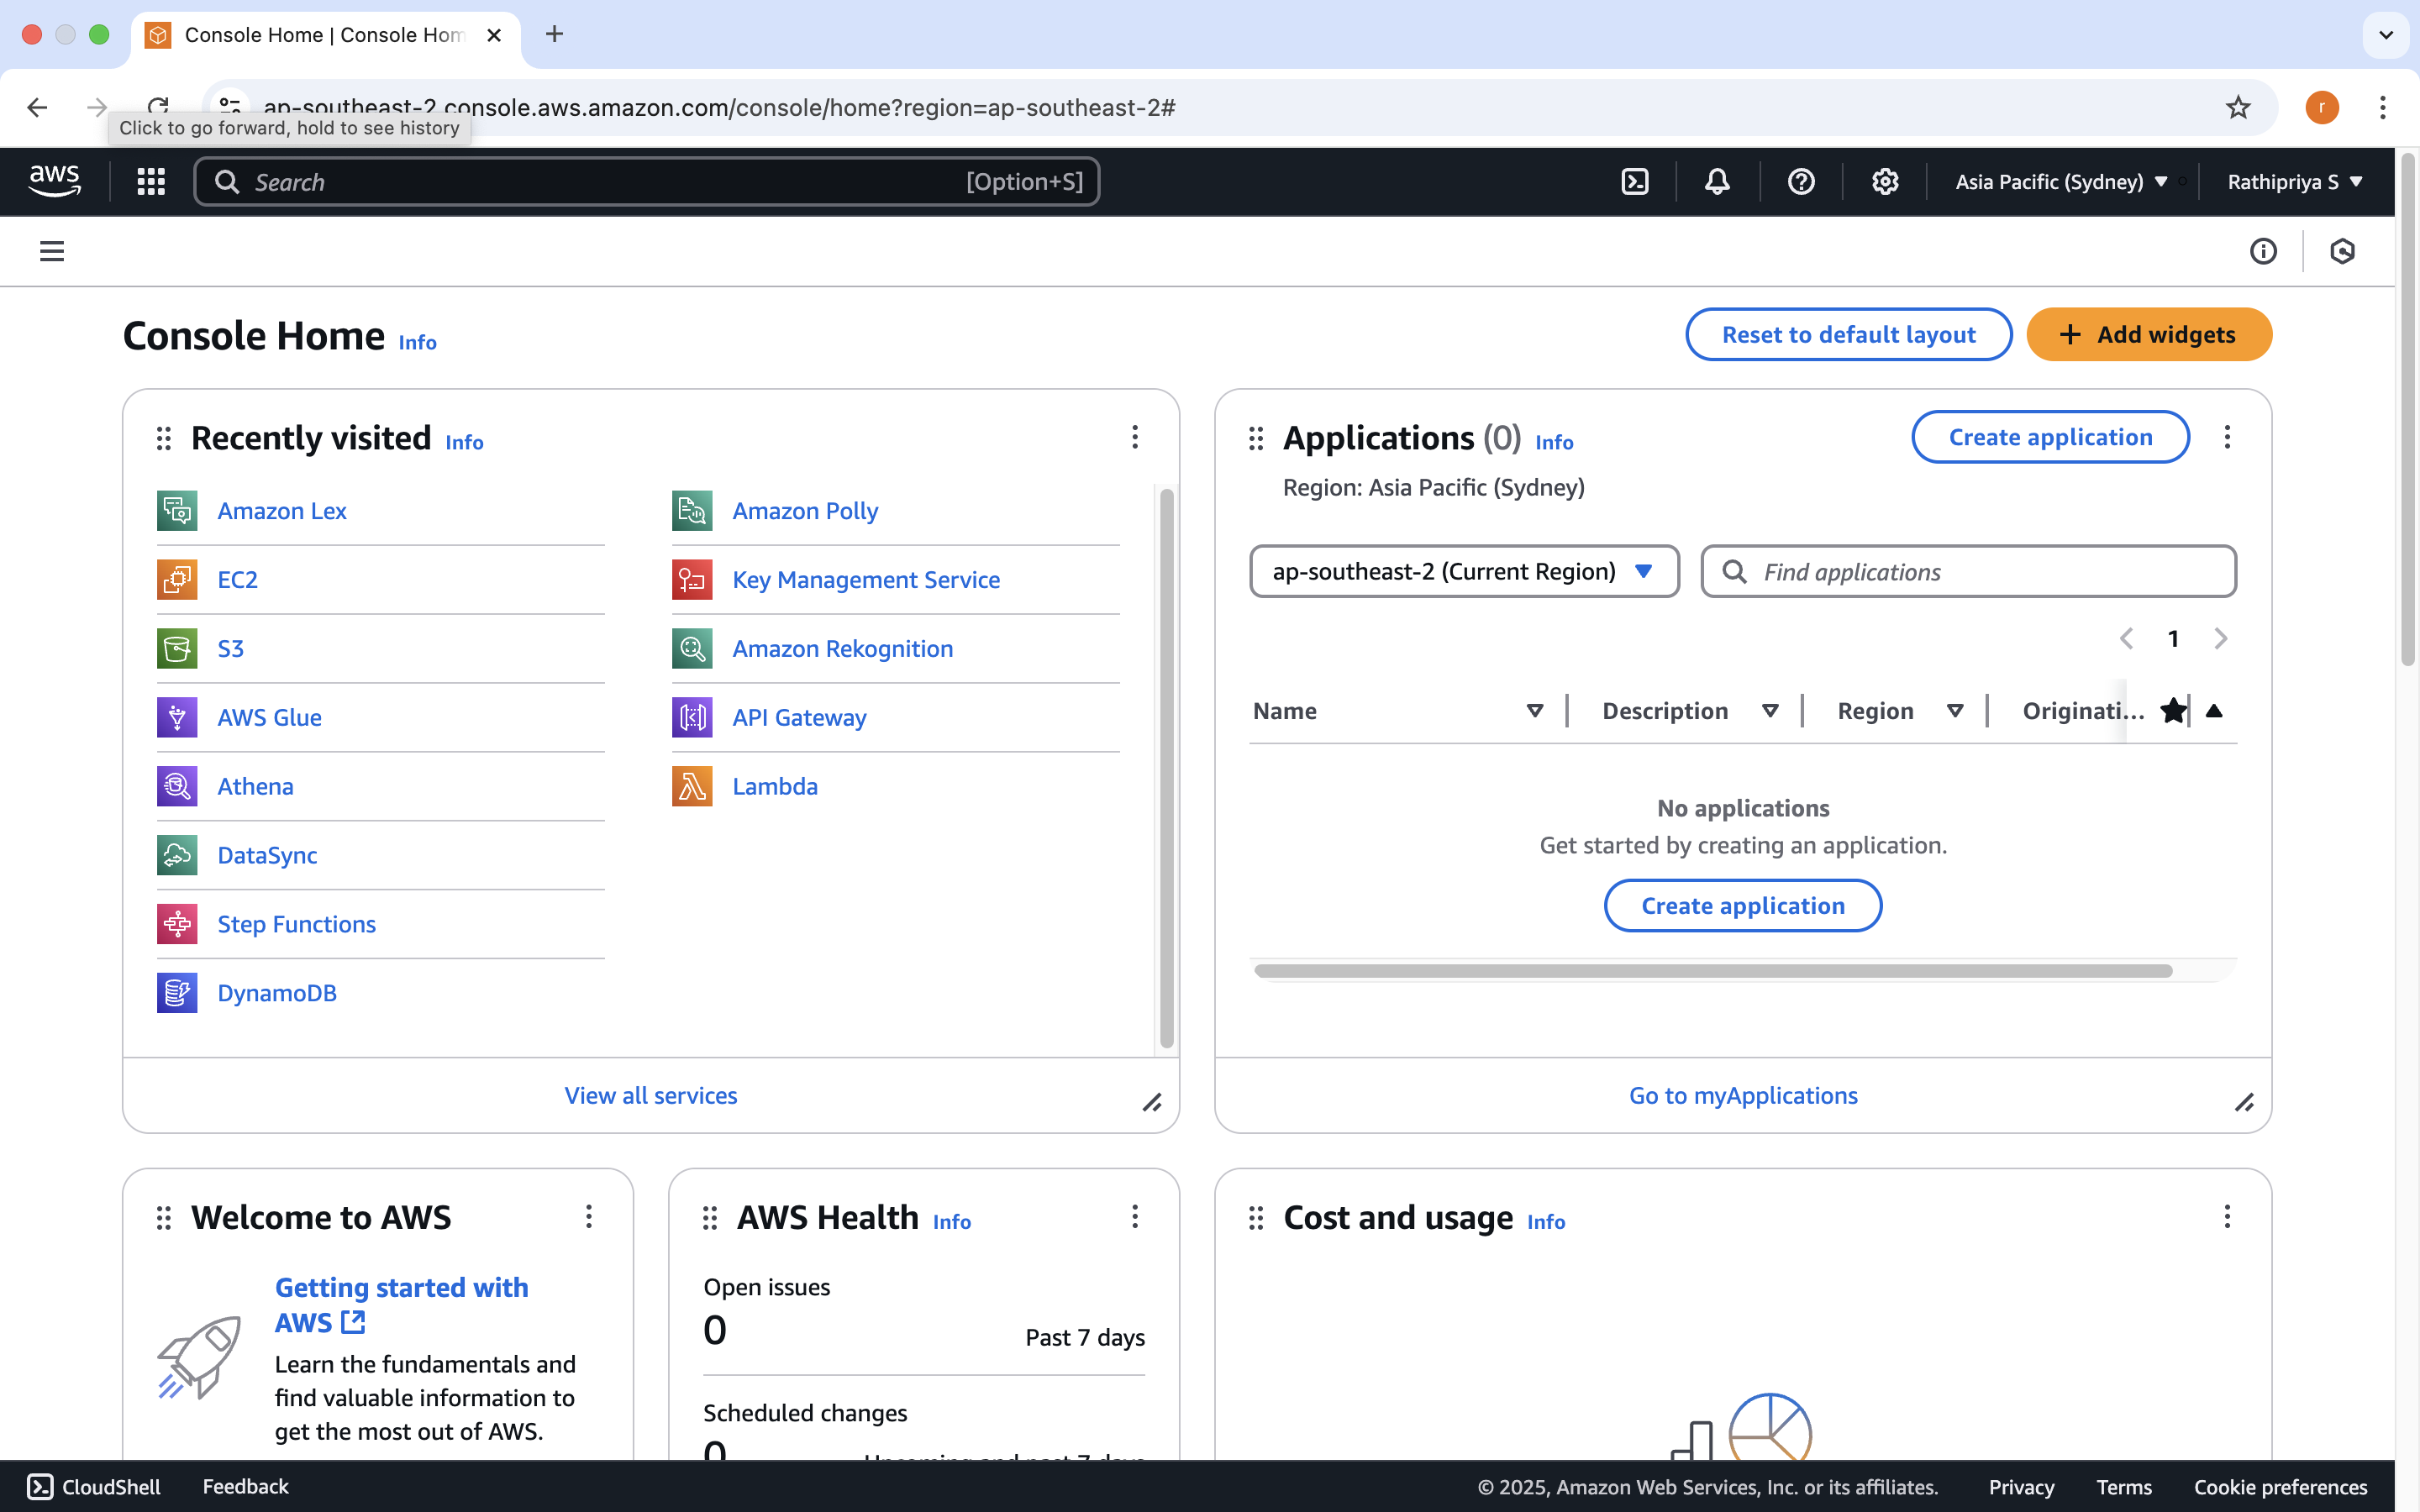 Console Home | Console Hom
ap-southeast-2.console.aws.amazon.com/console/home?region=ap-southeast-2#
Click to go forward, hold to see history
aws
Search
[Option+S]
Asia Pacific (Sydney)
Rathipriya S
r
Console Home Info
Reset to default layout
+ Add widgets
Recently visited Info
Amazon Lex
EC2
S3
AWS Glue
Athena
DataSync
Step Functions
DynamoDB
Amazon Polly
Key Management Service
Amazon Rekognition
API Gateway
Lambda
View all services
Applications (0) Info
Create application
Region: Asia Pacific (Sydney)
ap-southeast-2 (Current Region)
Find applications
1
Name
Description
Region
Originati...
No applications
Get started by creating an application.
Create application
Go to myApplications
Welcome to AWS
Getting started with
AWS
Learn the fundamentals and
find valuable information to
get the most out of AWS.
AWS Health Info
Open issues
0
Past 7 days
Scheduled changes
0
Upcoming and past 7 days
Cost and usage Info
CloudShell
Feedback
© 2025, Amazon Web Services, Inc. or its affiliates.
Privacy
Terms
Cookie preferences